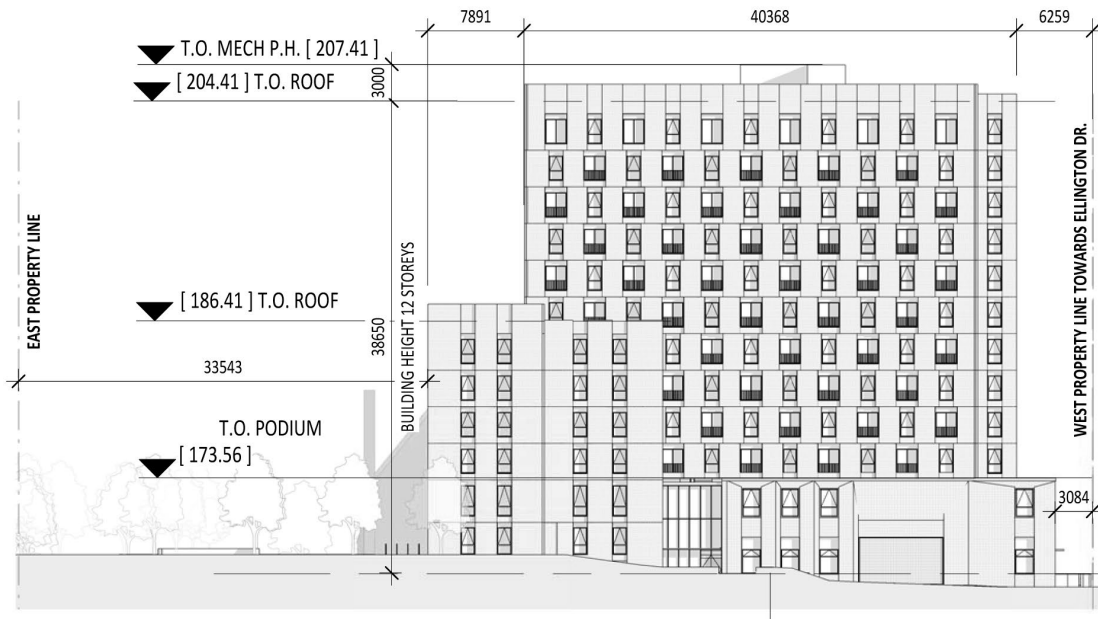 7891
40368
6259
T.O. MECH P.H. [ 207.41 ]
[ 204.41 ] T.O. ROOF
3000
EAST PROPERTY LINE
[ 186.41 ] T.O. ROOF
38650
BUILDING HEIGHT 12 STOREYS
33543
T.O. PODIUM
[ 173.56 ]
WEST PROPERTY LINE TOWARDS ELLINGTON DR.
3084